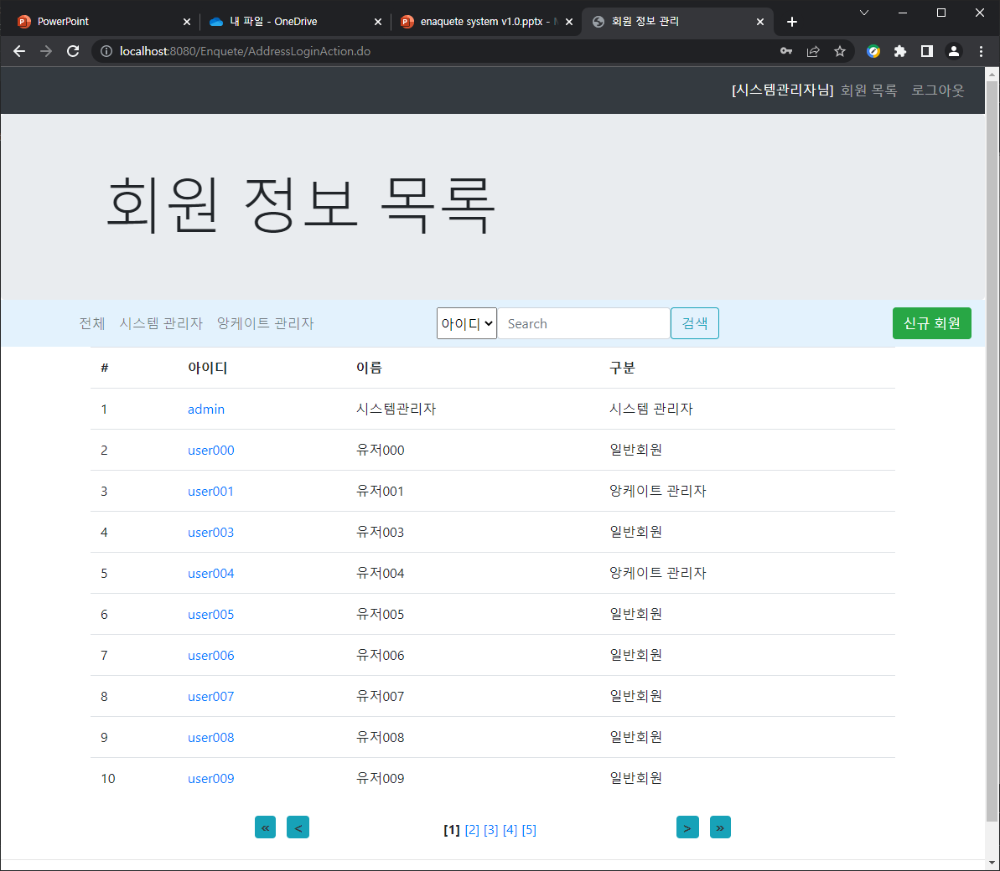 PowerPoint
내 파일 - OneDrive
enaquete system v1.0.pptx -
회원 정보 관리
localhost:8080/Enquete/AddressLoginAction.do
[시스템관리자님] 회원 목록 로그아웃
회원 정보 목록
전체 시스템 관리자 앙케이트 관리자 아이디 Search 검색 신규 회원
# 아이디 이름 구분
1 admin 시스템관리자 시스템 관리자
2 user000 유저000 일반회원
3 user001 유저001 앙케이트 관리자
4 user003 유저003 일반회원
5 user004 유저004 앙케이트 관리자
6 user005 유저005 일반회원
7 user006 유저006 일반회원
8 user007 유저007 일반회원
9 user008 유저008 일반회원
10 user009 유저009 일반회원
« < [1] [2] [3] [4] [5] > »